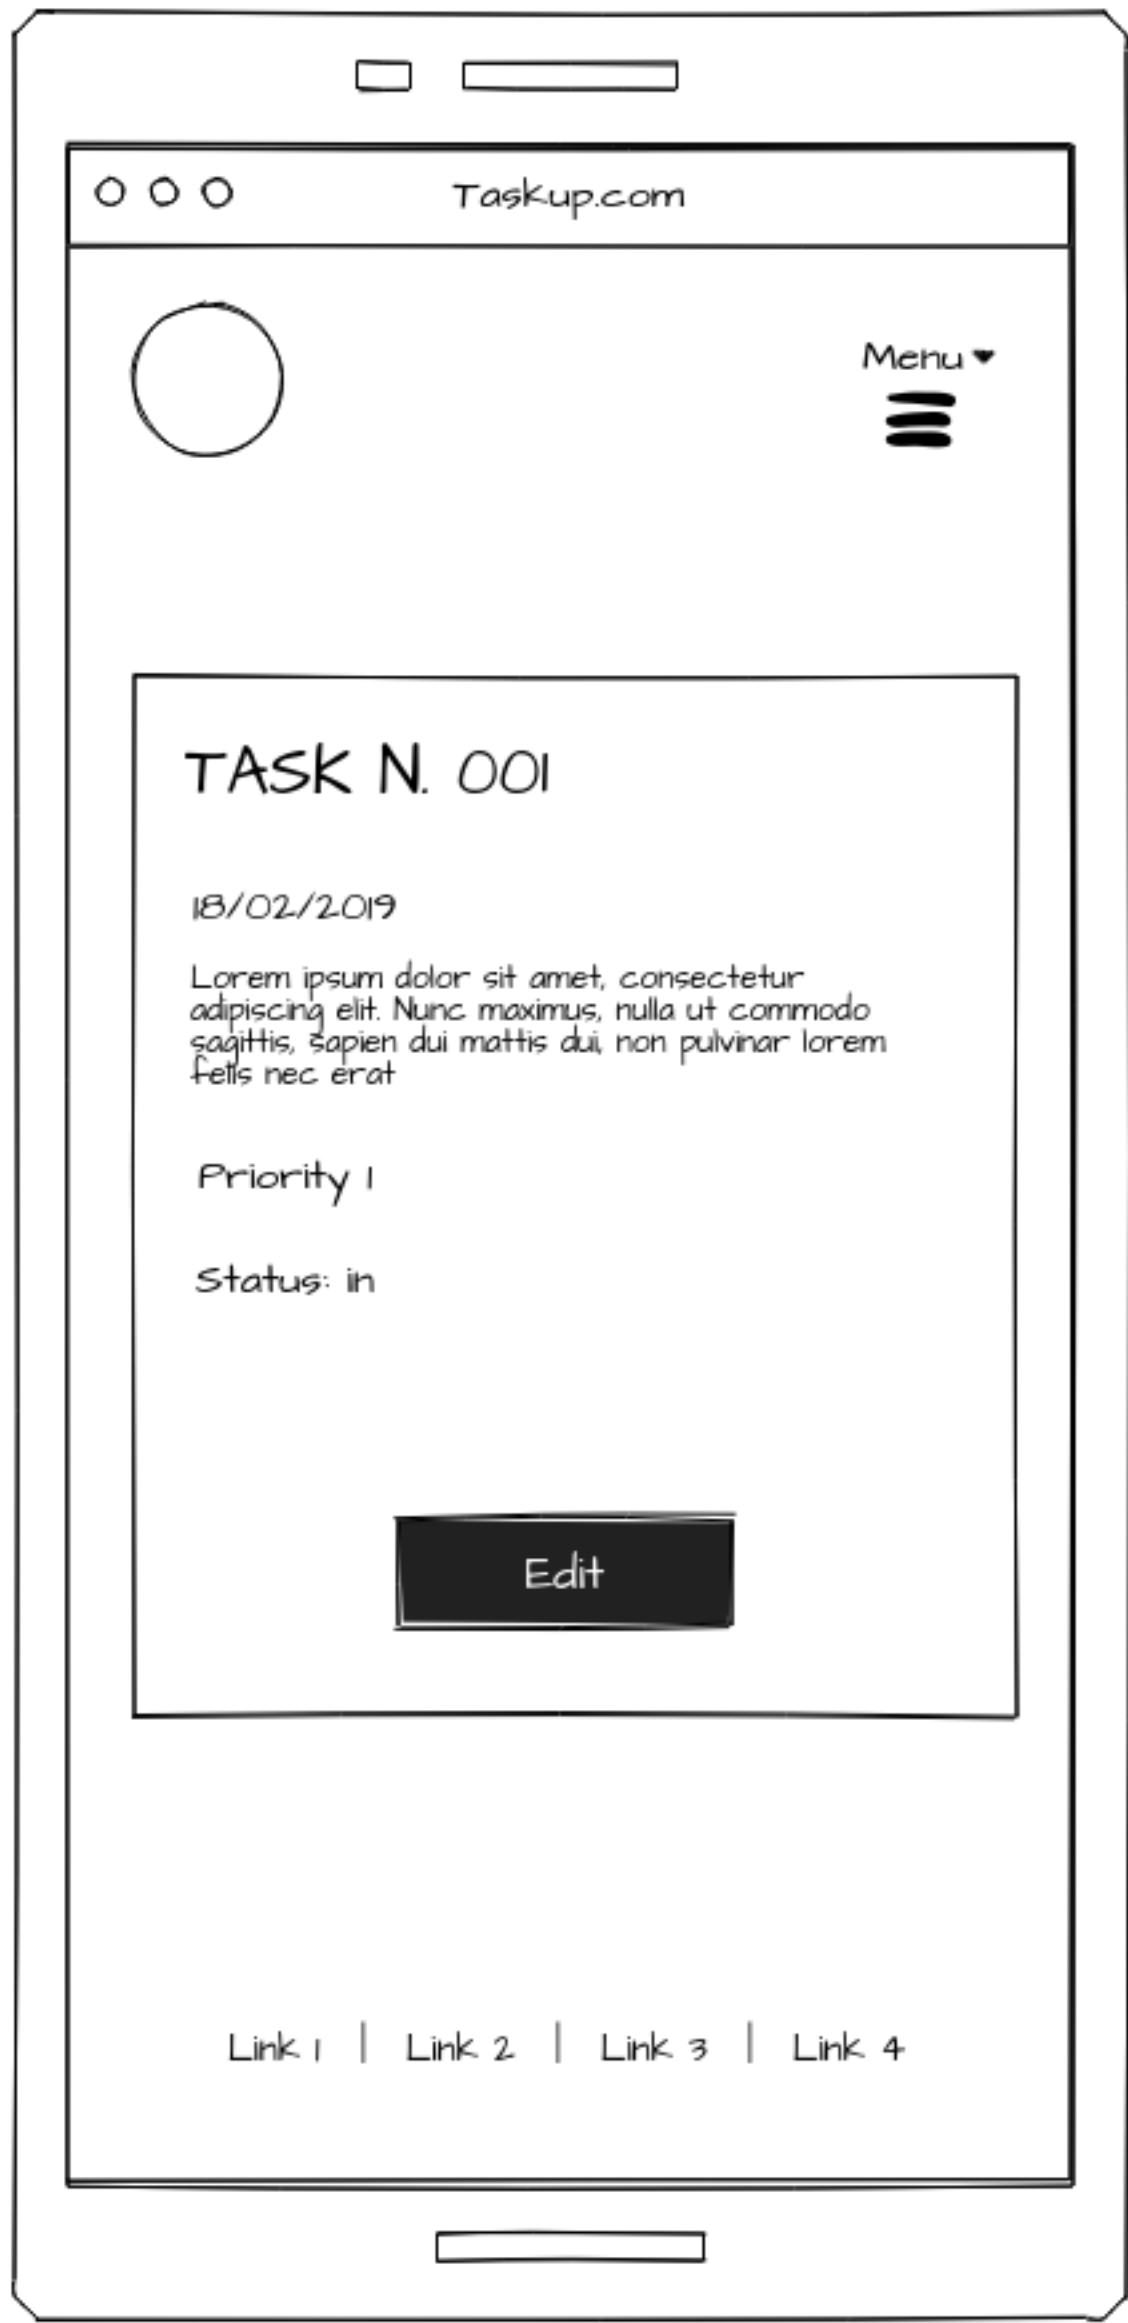 Taskup.com
Menu
TASK N. 001
18/02/2019
Lorem ipsum dolor sit amet, consectetur
adipiscing elit. Nunc maximus, nulla ut commodo
sagittis, sapien dui mattis dui, non pulvinar lorem
felis nec erat
Priority 1
Status: in
Edit
Link 1 | Link 2 | Link 3 | Link 4